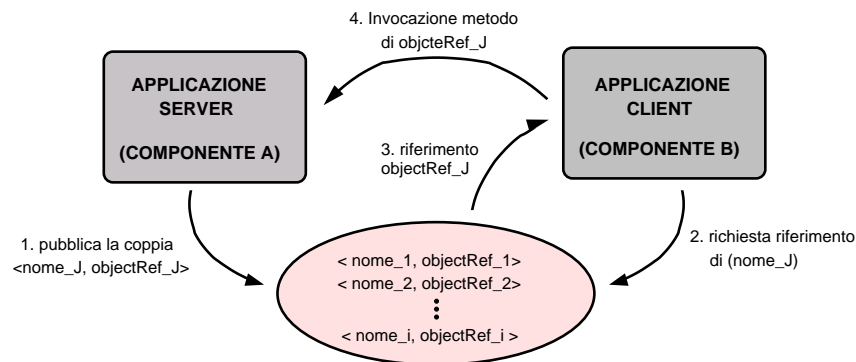 4. Invocazione metodo
di objcteRef_J
APPLICAZIONE
SERVER
(COMPONENTE A)
APPLICAZIONE
CLIENT
(COMPONENTE B)
3. riferimento
objectRef_J
1. pubblica la coppia
<nome_J, objectRef_J>
2. richiesta riferimento
di (nome_J)
< nome_1, objectRef_1>
< nome_2, objectRef_2>
< nome_i, objectRef_i >